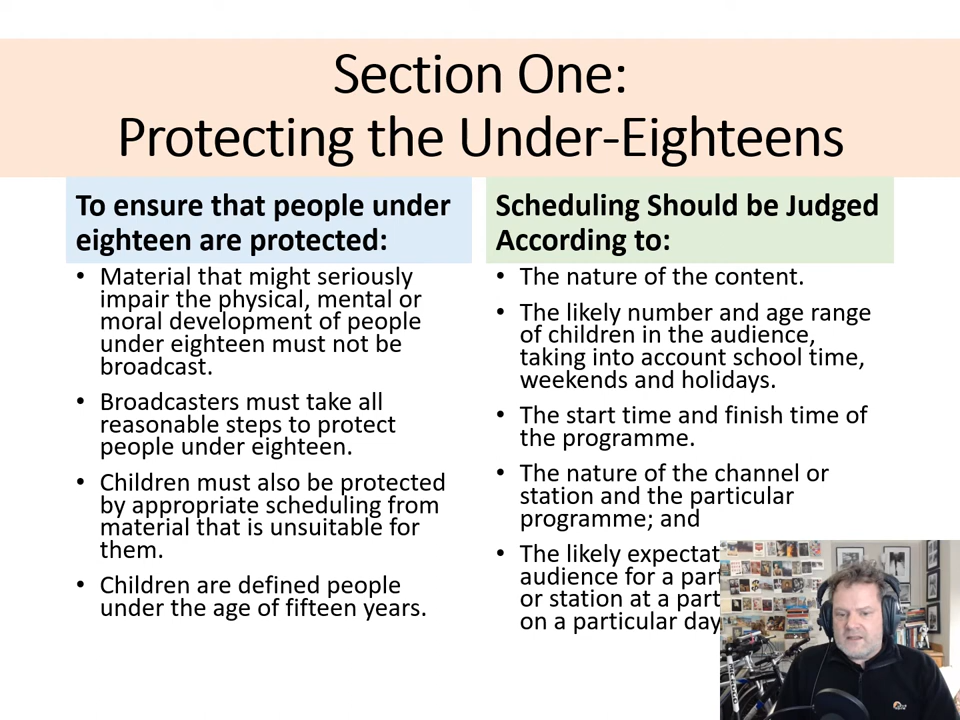 Section One:
Protecting the Under-Eighteens
To ensure that people under
eighteen are protected:
• Material that might seriously
impair the physical, mental or
moral development of people
under eighteen must not be
broadcast.
• Broadcasters must take all
reasonable steps to protect
people under eighteen.
• Children must also be protected
by appropriate scheduling from
material that is unsuitable for
them.
• Children are defined people
under the age of fifteen years.
Scheduling Should be Judged
According to:
• The nature of the content.
• The likely number and age range
of children in the audience,
taking into account school time,
weekends and holidays.
• The start time and finish time of
the programme.
• The nature of the channel or
station and the particular
programme; and
• The likely
audience for a
or station at a
on a particular day